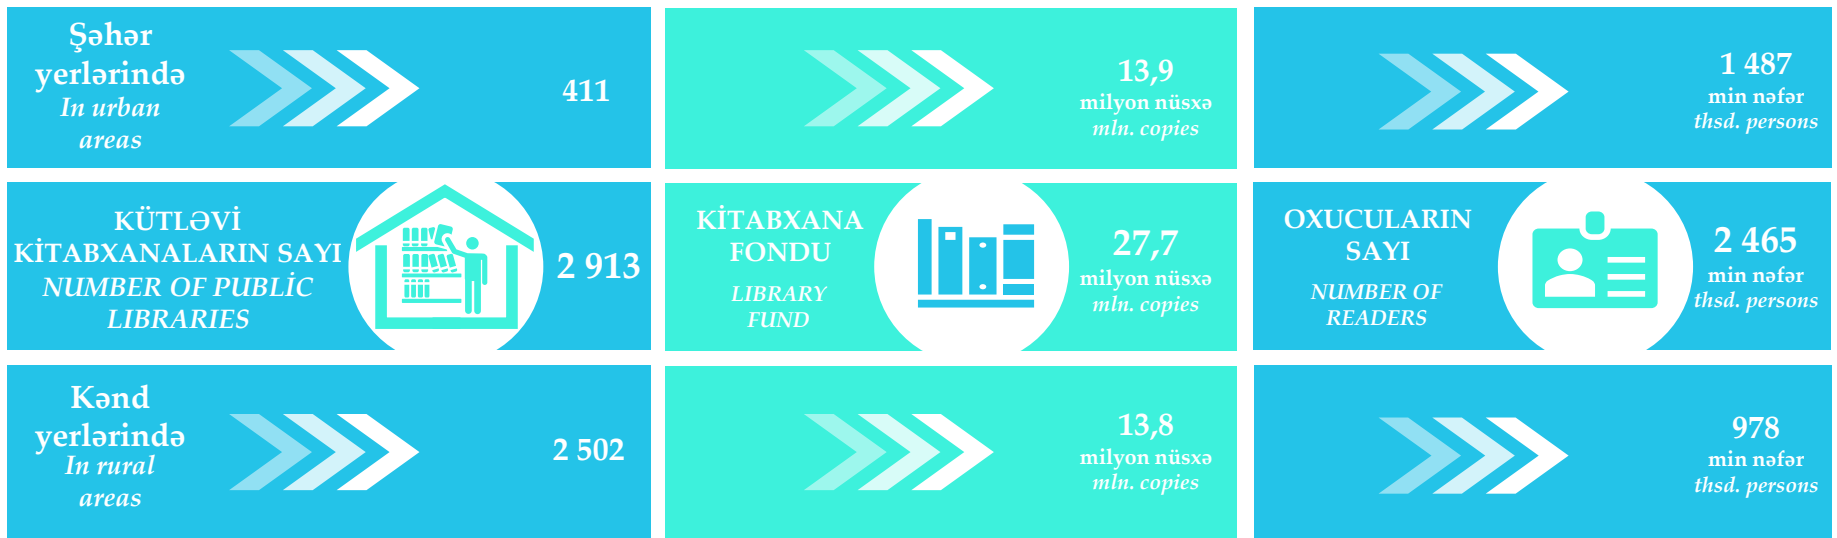 Şəhər
yerlərində
In urban
areas
411
13,9
milyon nüsxə
mln. copies
1 487
min nəfər
thsd. persons
KÜTLƏVİ
KİTABXANALARIN SAYI
NUMBER OF PUBLİC
LIBRARIES
2 913
KİTABXANA
FONDU
LIBRARY
FUND
27,7
milyon nüsxə
mln. copies
OXUCULARIN
SAYI
NUMBER OF
READERS
2 465
min nəfər
thsd. persons
Kənd
yerlərində
In rural
areas
2 502
13,8
milyon nüsxə
mln. copies
978
min nəfər
thsd. persons